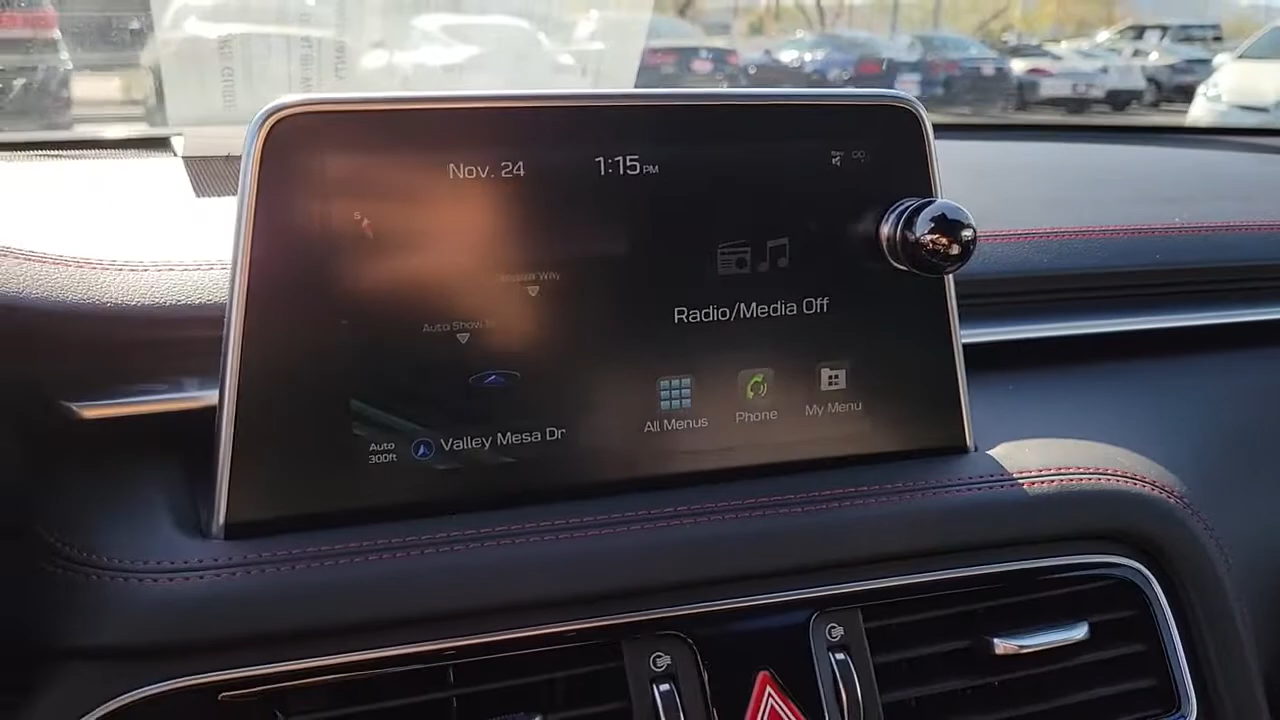 Nov. 24
1:15 PM
S
Auto Show
Radio/Media Off
All Menus
Phone
My Menu
Auto
300ft
Valley Mesa Dr